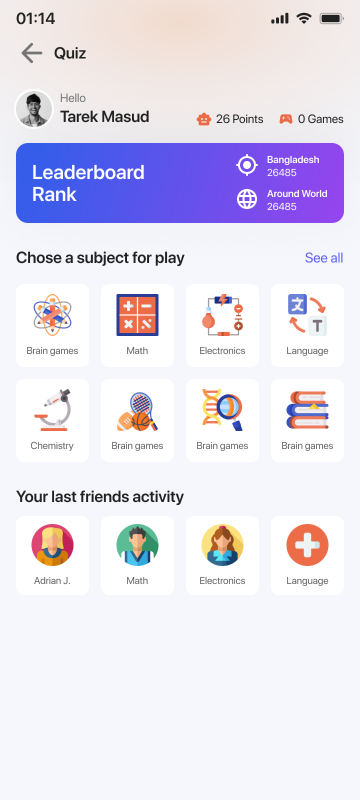 01:14
Quiz
Hello
Tarek Masud
26 Points
0 Games
Leaderboard
Rank
Bangladesh
26485
Around World
26485
Chose a subject for play
See all
Brain games
Math
Electronics
文
T
Language
Chemistry
Brain games
Brain games
Brain games
Your last friends activity
Adrian J.
Math
Electronics
Language